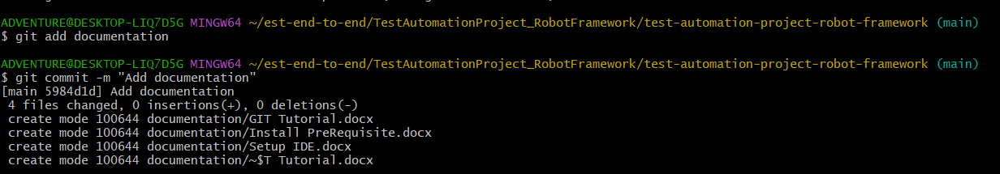 ADVENTURE@DESKTOP-LIQ7D5G MINGW64 ~/est-end-to-end/TestAutomationProject_RobotFramework/test-automation-project-robot-framework (main)
$ git add documentation
ADVENTURE@DESKTOP-LIQ7D5G MINGW64 ~/est-end-to-end/TestAutomationProject_RobotFramework/test-automation-project-robot-framework (main)
$ git commit -m "Add documentation"
[main 5984d1d] Add documentation
 4 files changed, 0 insertions(+), 0 deletions(-)
 create mode 100644 documentation/GIT Tutorial.docx
 create mode 100644 documentation/Install PreRequisite.docx
 create mode 100644 documentation/Setup IDE.docx
 create mode 100644 documentation/~$T Tutorial.docx